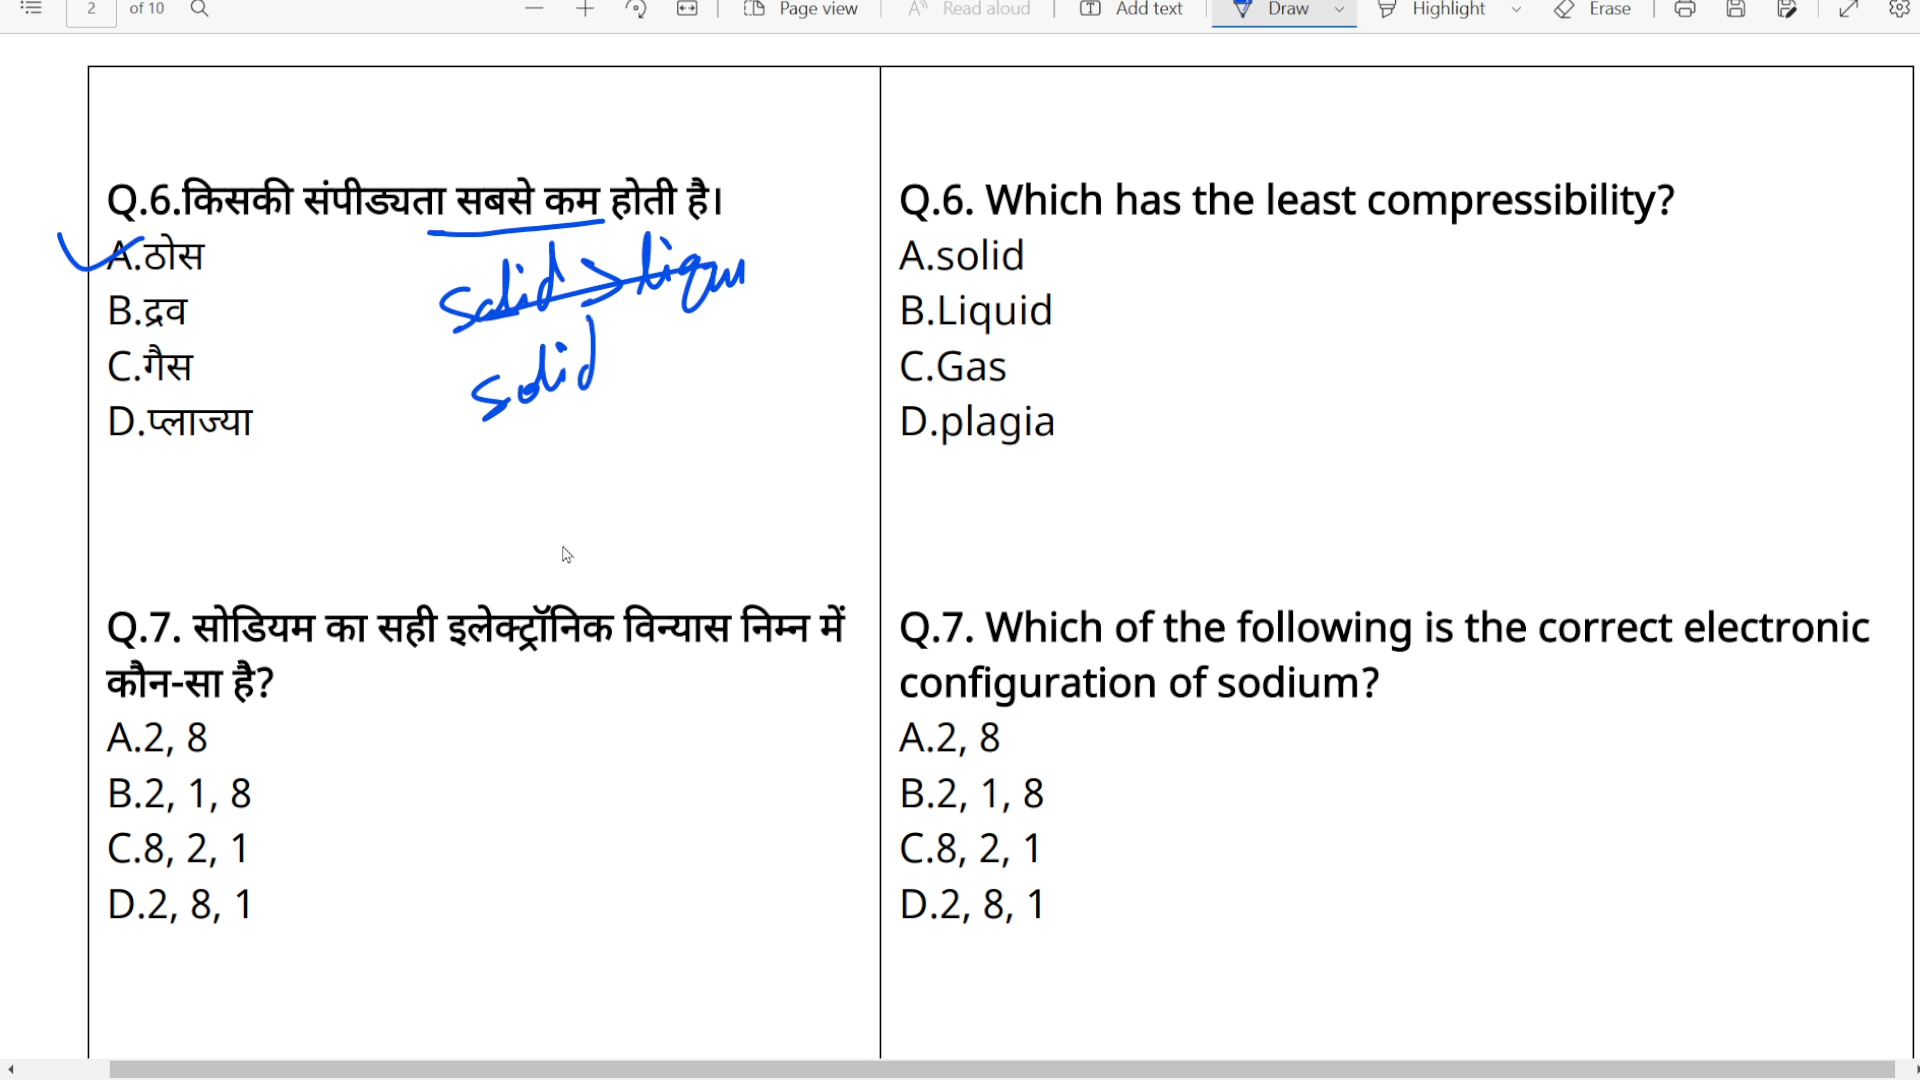 2 of 10 Page view Read aloud Add text Draw Highlight Erase
Q.6.किसकी संपीड्यता सबसे कम होती है।
A.ठोस
B.द्रव
C.गैस
D.प्लाज्या
solid > liqu
solid
Q.7. सोडियम का सही इलेक्ट्रॉनिक विन्यास निम्न में
कौन-सा है?
A.2, 8
B.2, 1, 8
C.8, 2, 1
D.2, 8, 1
Q.6. Which has the least compressibility?
A.solid
B.Liquid
C.Gas
D.plagia
Q.7. Which of the following is the correct electronic
configuration of sodium?
A.2, 8
B.2, 1, 8
C.8, 2, 1
D.2, 8, 1